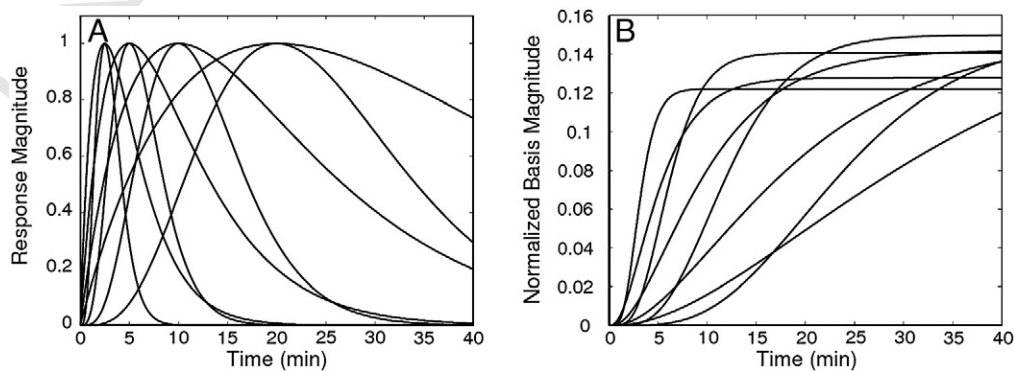 A
Response Magnitude
1
0.8
0.6
0.4
0.2
0
0 5 10 15 20 25 30 35 40
Time (min)
B
Normalized Basis Magnitude
0.16
0.14
0.12
0.1
0.08
0.06
0.04
0.02
0
0 5 10 15 20 25 30 35 40
Time (min)